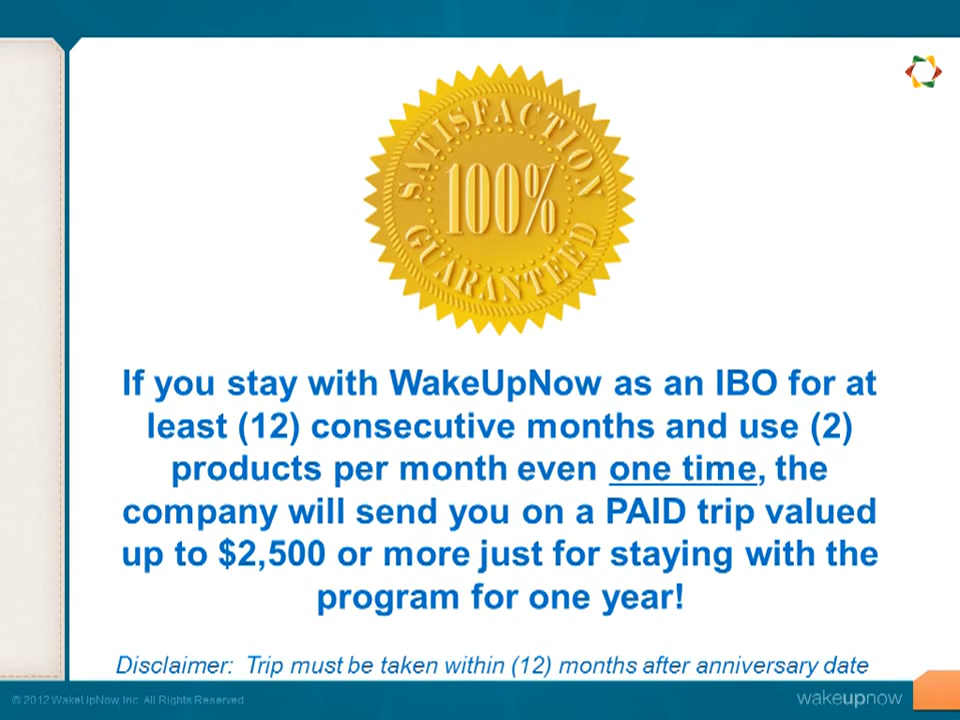 SATISFACTION
100%
GUARANTEED
If you stay with WakeUpNow as an IBO for at
least (12) consecutive months and use (2)
products per month even one time, the
company will send you on a PAID trip valued
up to $2,500 or more just for staying with the
program for one year!
Disclaimer: Trip must be taken within (12) months after anniversary date
© 2012 WakeUpNow, Inc. All Rights Reserved
wakeupnow